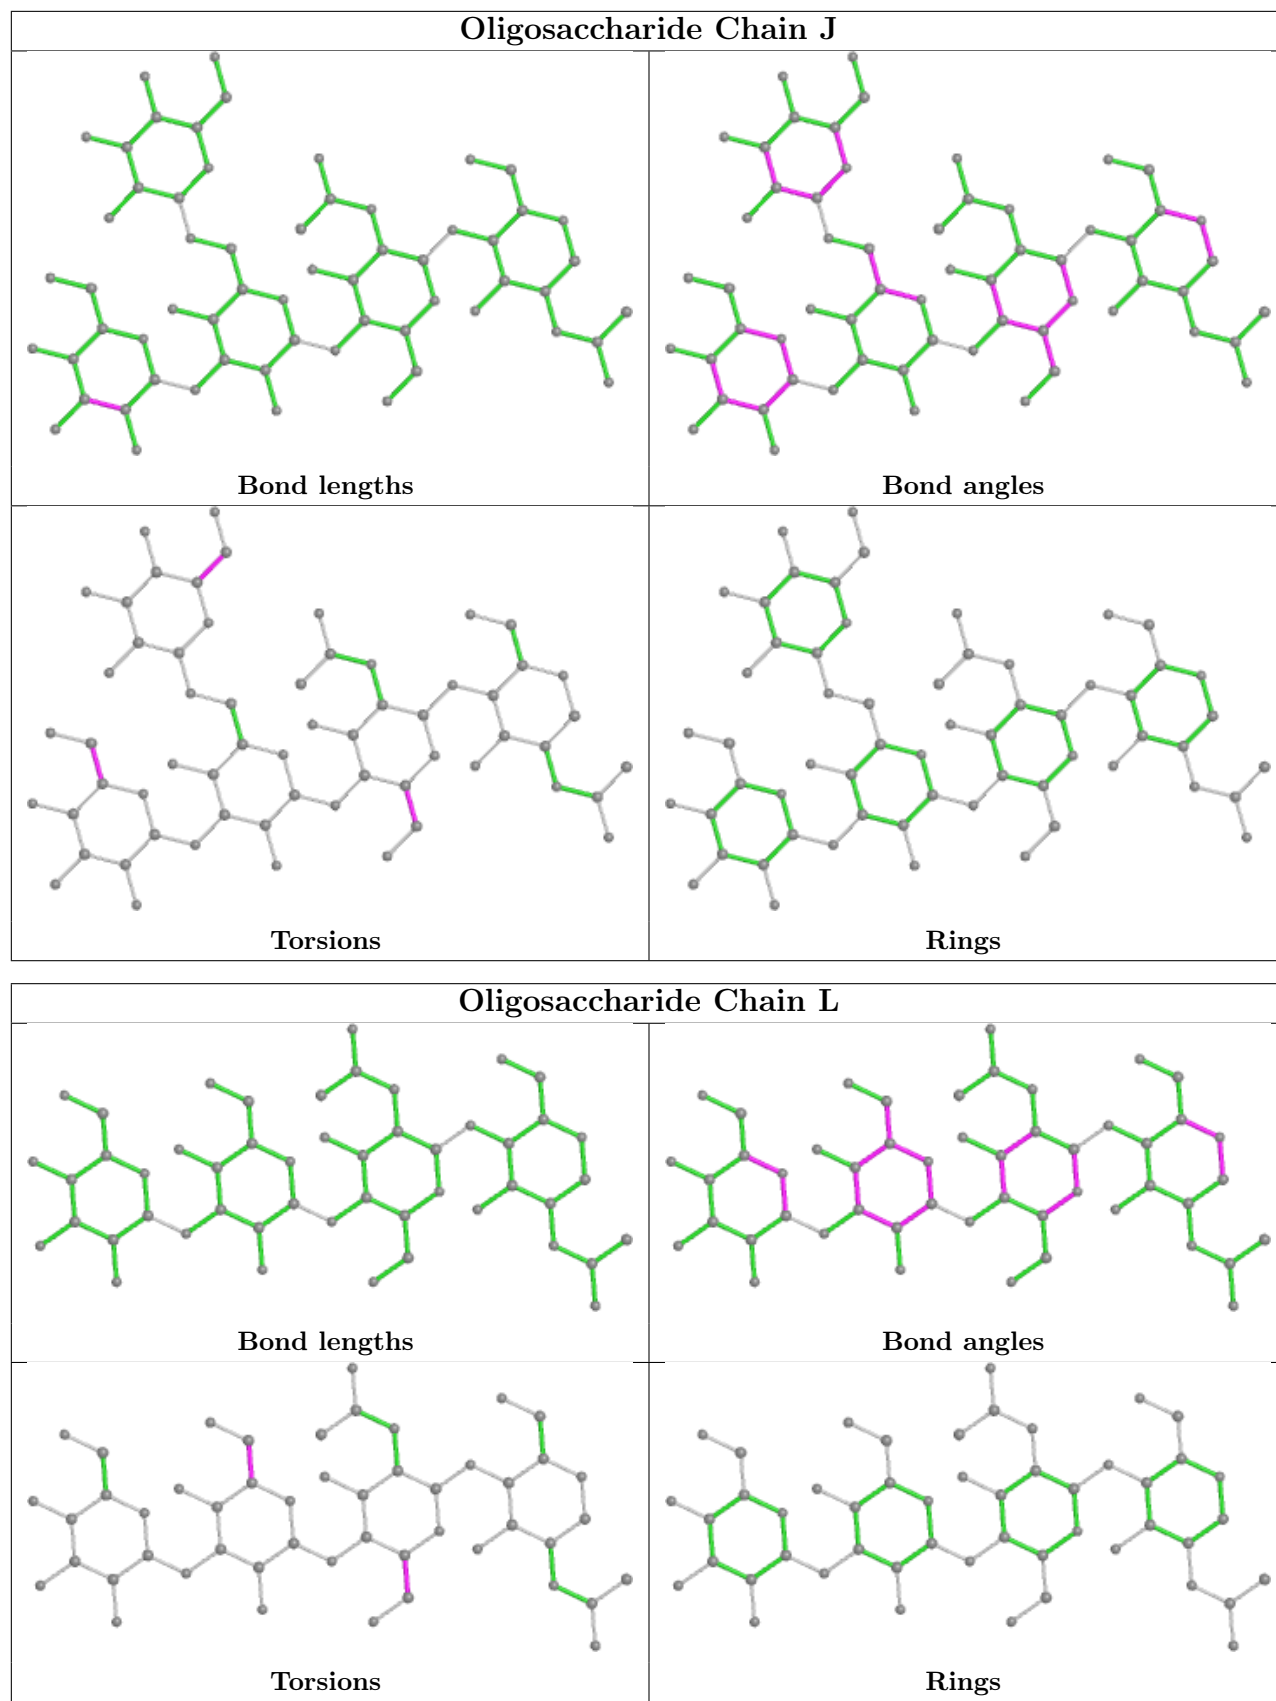 Oligosaccharide Chain J
Bond lengths
Bond angles
Torsions
Rings
Oligosaccharide Chain L
Bond lengths
Bond angles
Torsions
Rings